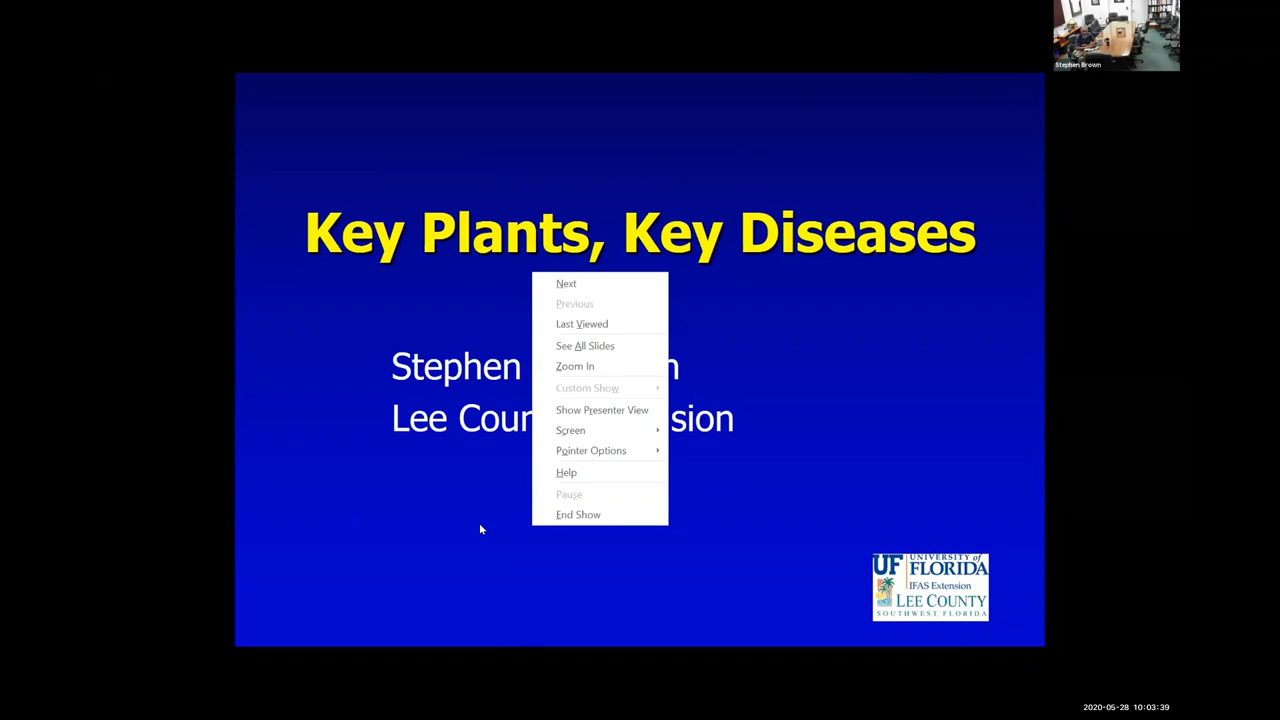 Stephen Brown
Key Plants, Key Diseases
Next
Previous
Last Viewed
See All Slides
Zoom In
Custom Show
Show Presenter View
Screen
Pointer Options
Help
Pause
End Show
Stephen n
Lee Coun sion
UF UNIVERSITY of
FLORIDA
IFAS Extension
LEE COUNTY
SOUTHWEST FLORIDA
2020-05-28 10:03:39